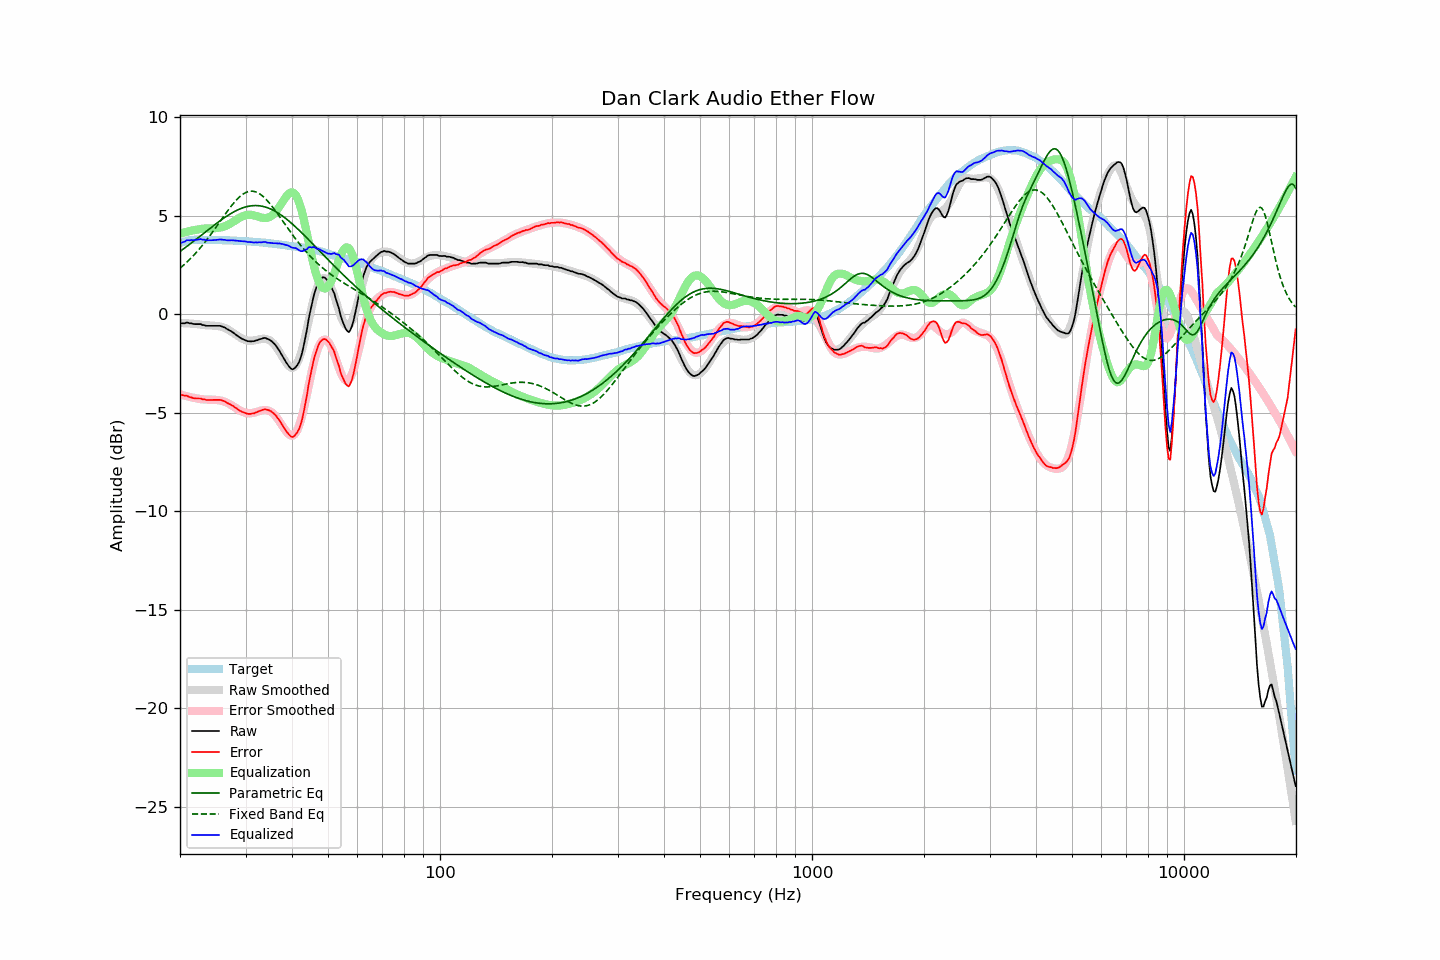 Dan Clark Audio Ether Flow
10
5
0
−5
−10
−15
−20
−25
Amplitude (dBr)
Target
Raw Smoothed
Error Smoothed
Raw
Error
Equalization
Parametric Eq
Fixed Band Eq
Equalized
100
1000
10000
Frequency (Hz)